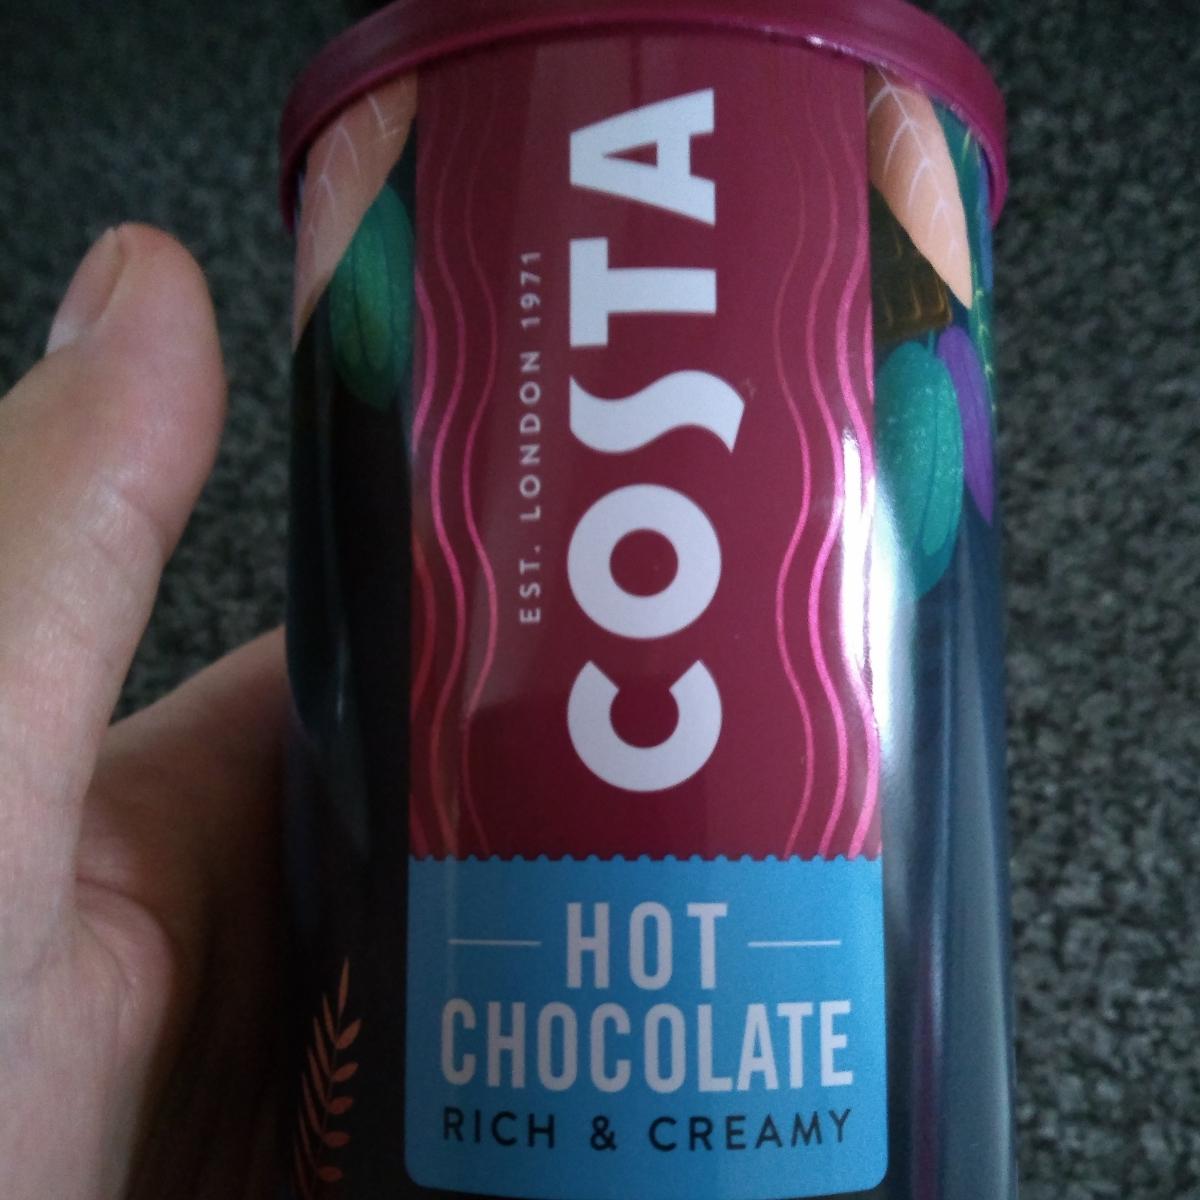 COSTA
EST. LONDON 1971
HOT
CHOCOLATE
RICH & CREAMY